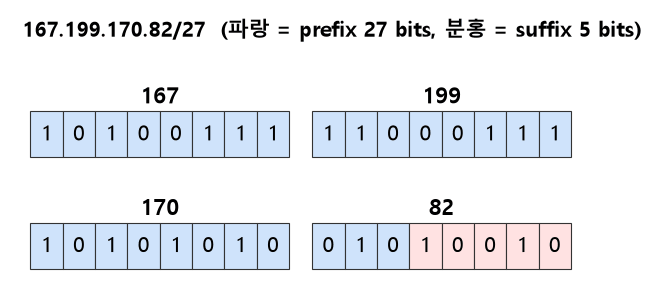 167.199.170.82/27 (파랑 = prefix 27 bits, 분홍 = suffix 5 bits)
167 199
1 0 1 0 0 1 1 1 1 1 0 0 0 1 1 1
170 82
1 0 1 0 1 0 1 0 0 1 0 1 0 0 1 0